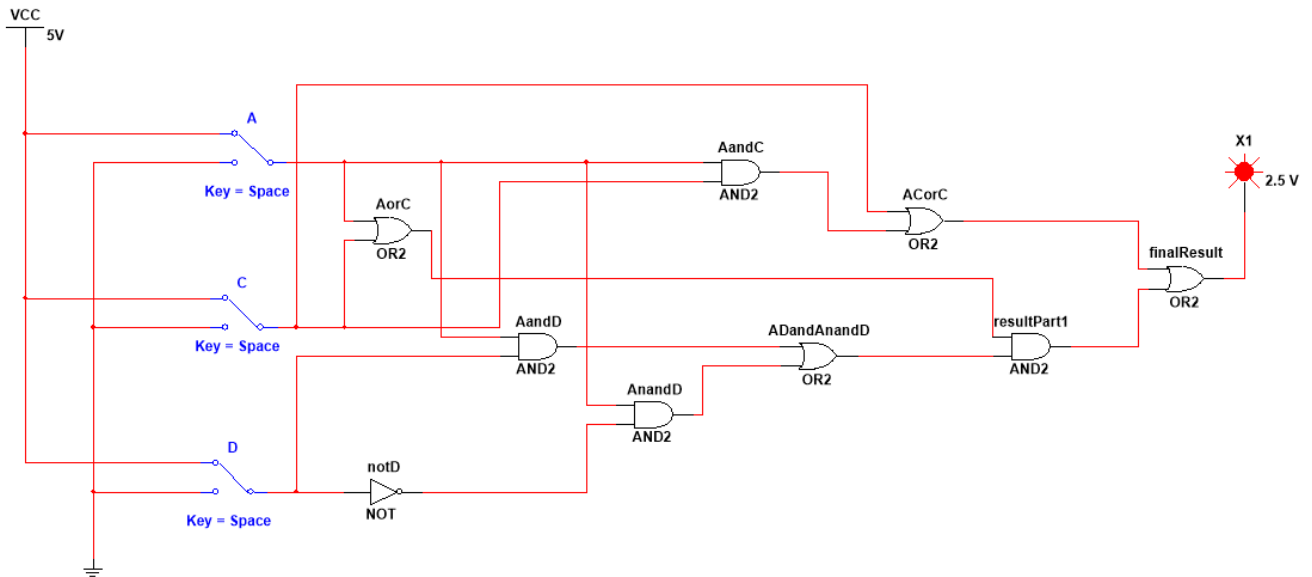 VCC
5V
A
Key = Space
AorC
OR2
AandC
AND2
ACorC
OR2
X1
2.5 V
finalResult
OR2
C
Key = Space
AandD
AND2
ADandAnandD
OR2
resultPart1
AND2
AnandD
AND2
D
Key = Space
notD
NOT